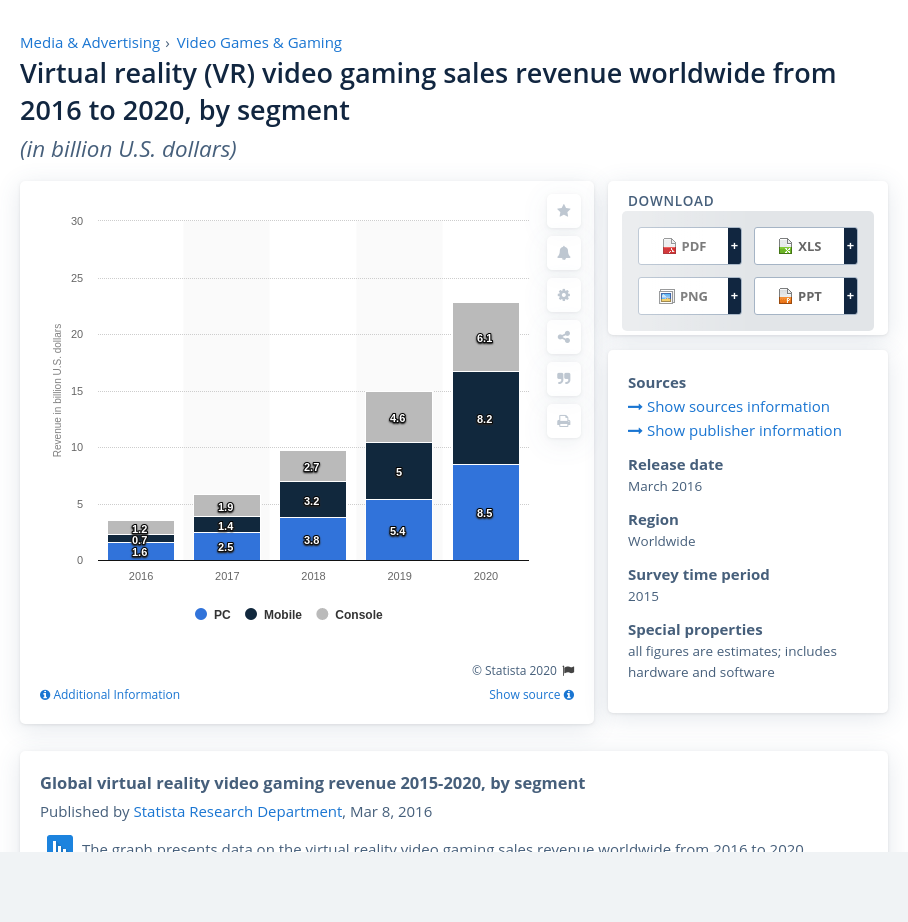 Media & Advertising › Video Games & Gaming
Virtual reality (VR) video gaming sales revenue worldwide from
2016 to 2020, by segment
(in billion U.S. dollars)
30
25
20
15
10
5
0
Revenue in billion U.S. dollars
1.2
0.7
1.6
1.9
1.4
2.5
2.7
3.2
3.8
4.6
5
5.4
6.1
8.2
8.5
2016 2017 2018 2019 2020
PC Mobile Console
© Statista 2020
Additional Information
Show source
DOWNLOAD
PDF + XLS +
PNG + PPT +
Sources
Show sources information
Show publisher information
Release date
March 2016
Region
Worldwide
Survey time period
2015
Special properties
all figures are estimates; includes
hardware and software
Global virtual reality video gaming revenue 2015-2020, by segment
Published by Statista Research Department, Mar 8, 2016
The graph presents data on the virtual reality video gaming sales revenue worldwide from 2016 to 2020